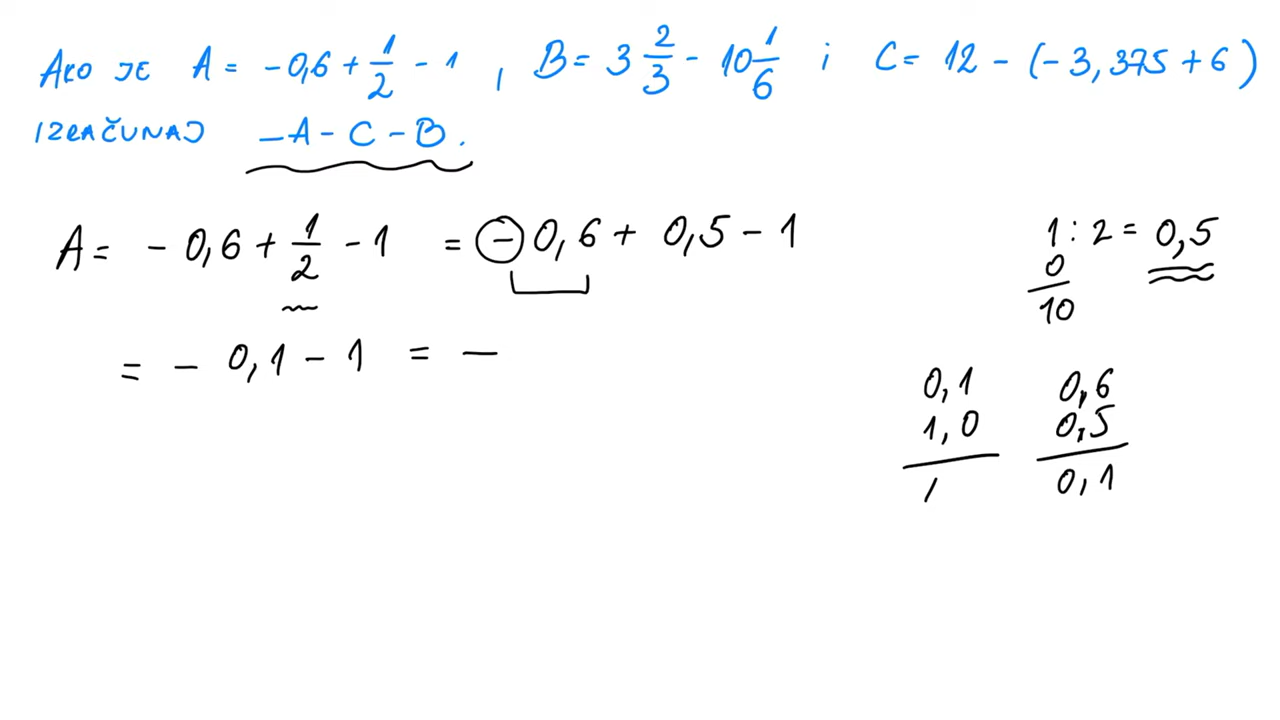 AKO JE A = -0,6 + 1/2 - 1 , B = 3 2/3 - 10 1/6 i C = 12 - (-3,375 + 6)
IZRAČUNAJ -A - C - B.
A = - 0,6 + 1/2 - 1 = - 0,6 + 0,5 - 1
1 : 2 = 0,5
0
10
= - 0,1 - 1 = -
0,1
1,0
,
0,6
0,5
0,1